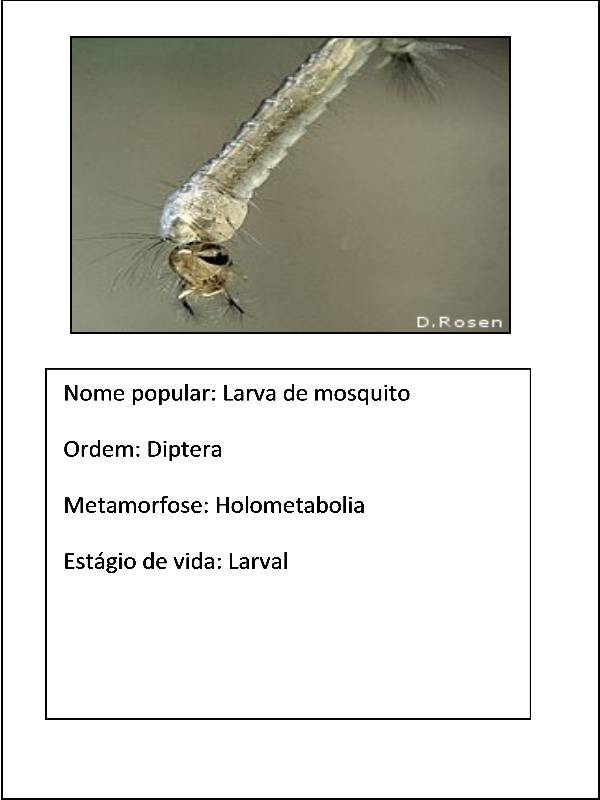 D.Rosen
Nome popular: Larva de mosquito
Ordem: Diptera
Metamorfose: Holometabolia
Estágio de vida: Larval